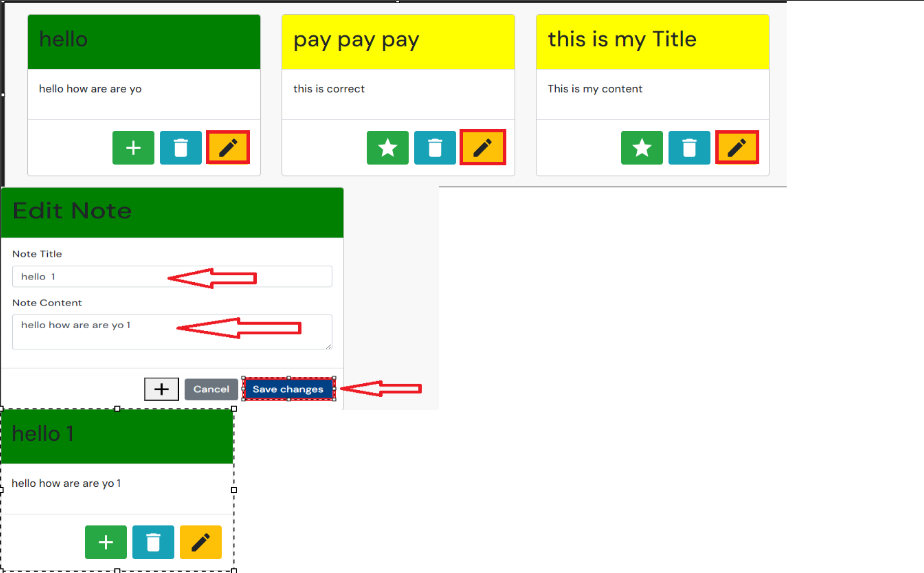 hello
pay pay pay
this is my Title
hello how are are yo
this is correct
This is my content
Edit Note
Note Title
hello 1
Note Content
hello how are are yo 1
Cancel
Save changes
hello 1
hello how are are yo 1